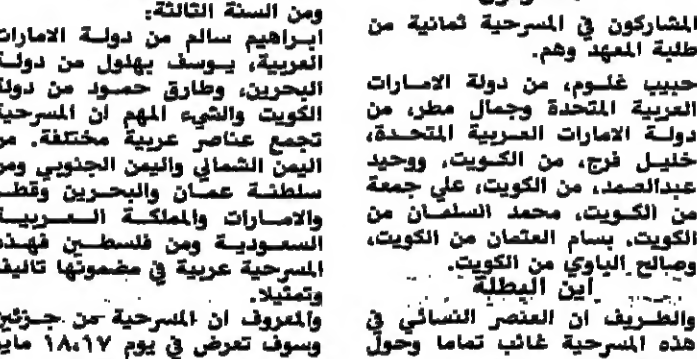 المشاركون في المسرحية ثمانية من
طلبة المعهد وهم.
حبيب غلوم، من دولة الامارات
العربية المتحدة وجمال مطر، من
دولة الامارات العربية المتحدة،
خليل فرج، من الكويت، ووحيد
عبدالصمد، من الكويت، علي جمعة
من الكويت، محمد السلمان من
الكويت، بسام العثمان من الكويت،
وصالح الباوي من الكويت.
اين البطلة
والطريف ان العنصر النسائي في
هذه المسرحية غائب تماما وحول
ومن السنة الثالثة:
ابراهيم سالم من دولة الامارات
العربية، يوسف بهلول من دولة
البحرين، وطارق حمود من دولة
الكويت والشيء المهم ان المسرحية
تجمع عناصر عربية مختلفة. من
اليمن الشمالي واليمن الجنوبي ومن
سلطنة عمان والبحرين وقطر
والامارات والمملكة العربية
السعودية ومن فلسطين فهذه
المسرحية عربية في مضمونها تاليف
وتمثيلا.
والمعروف ان المسرحية من جزئين
وسوف تعرض في يوم ١٨،١٧ مايو